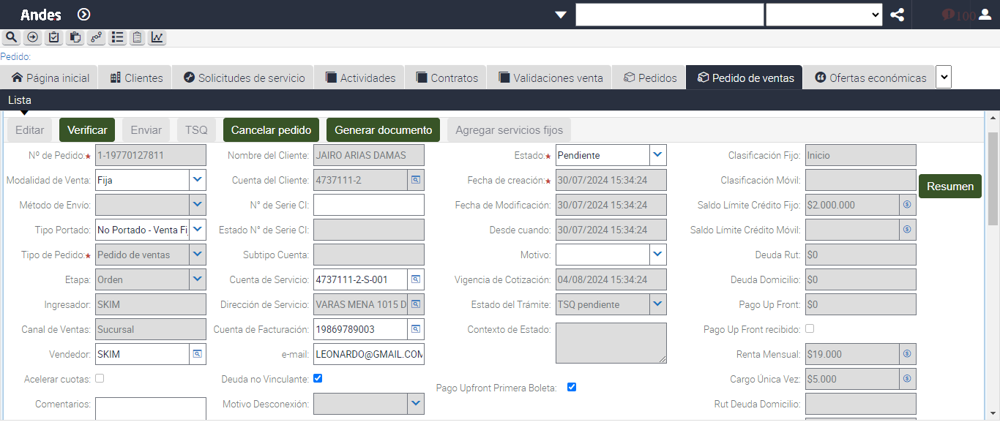 Andes
100
Pedido:
Página inicial Clientes Solicitudes de servicio Actividades Contratos Validaciones venta Pedidos Pedido de ventas Ofertas económicas
Lista
Editar Verificar Enviar TSQ Cancelar pedido Generar documento Agregar servicios fijos
Nº de Pedido:★ 1-19770127811 Nombre del Cliente: JAIRO ARIAS DAMAS Estado:★ Pendiente Clasificación Fijo: Inicio
Modalidad de Venta: Fija Cuenta del Cliente: 4737111-2 Fecha de creación:★ 30/07/2024 15:34:24 Clasificación Móvil:
Resumen
Método de Envío: N° de Serie CI: Fecha de Modificación: 30/07/2024 15:34:24 Saldo Límite Crédito Fijo: $2.000.000
Tipo Portado: No Portado - Venta Fij Estado N° de Serie CI: Desde cuando: 30/07/2024 15:34:24 Saldo Límite Crédito Móvil:
Tipo de Pedido:★ Pedido de ventas Subtipo Cuenta: Motivo: Deuda Rut: $0
Etapa: Orden Cuenta de Servicio: 4737111-2-S-001 Vigencia de Cotización: 04/08/2024 15:34:24 Deuda Domicilio: $0
Ingresador: SKIM Dirección de Servicio: VARAS MENA 1015 D Estado del Trámite: TSQ pendiente Pago Up Front: $0
Canal de Ventas: Sucursal Cuenta de Facturación: 19869789003 Contexto de Estado: Pago Up Front recibido:
Vendedor: SKIM e-mail: LEONARDO@GMAIL.COM Renta Mensual: $19.000
Acelerar cuotas: Deuda no Vinculante: Pago Upfront Primera Boleta: Cargo Única Vez: $5.000
Comentarios: Motivo Desconexión: Rut Deuda Domicilio: